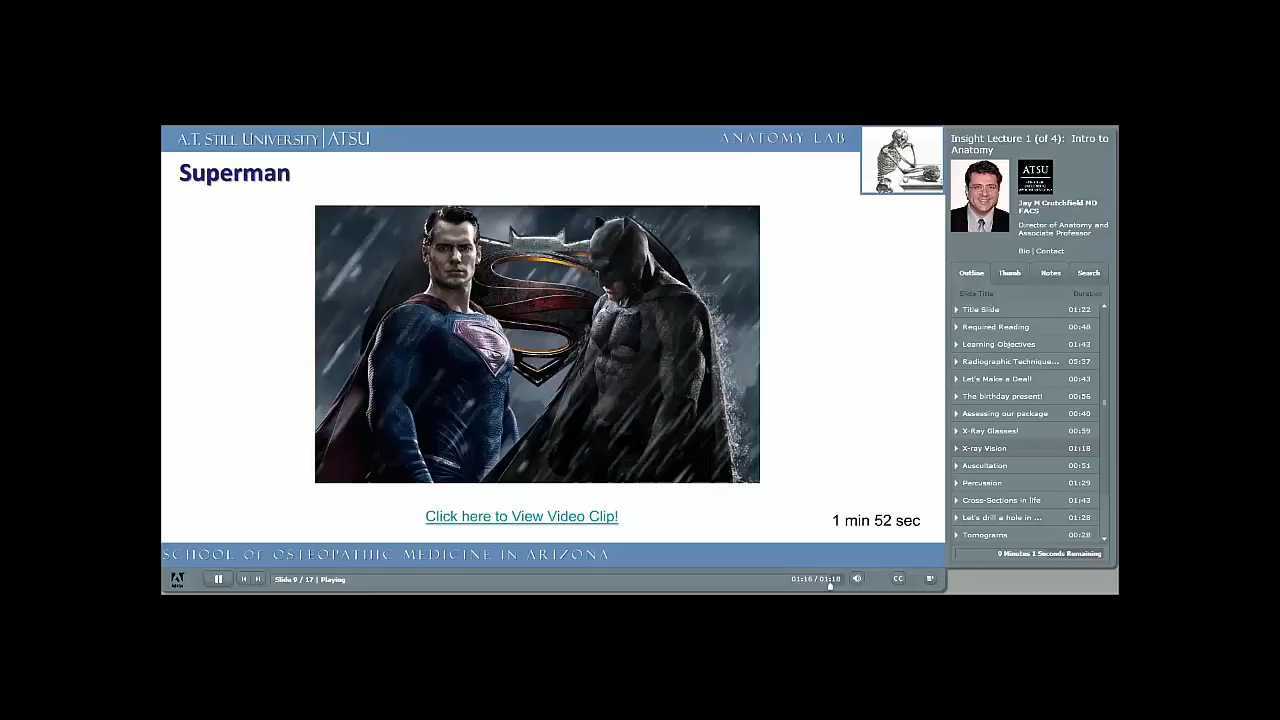 A.T. STILL UNIVERSITY | ATSU
ANATOMY LAB
Superman
Click here to View Video Clip!
1 min 52 sec
SCHOOL OF OSTEOPATHIC MEDICINE IN ARIZONA
Slide 9 / 17 | Playing
01:16 / 01:18
CC
Insight Lecture 1 (of 4): Intro to
Anatomy
ATSU
Jay M Crutchfield MD
FACS
Director of Anatomy and
Associate Professor
Bio | Contact
Outline Thumb Notes Search
Slide Title Duration
Title Slide 01:22
Required Reading 00:48
Learning Objectives 01:43
Radiographic Technique... 05:37
Let's Make a Deal! 00:43
The birthday present! 00:56
Assessing our package 00:40
X-Ray Glasses! 00:59
X-ray Vision 01:18
Auscultation 00:51
Percussion 01:29
Cross-Sections in life 01:43
Let's drill a hole in ... 01:28
Tomograms 00:28
9 Minutes 1 Seconds Remaining